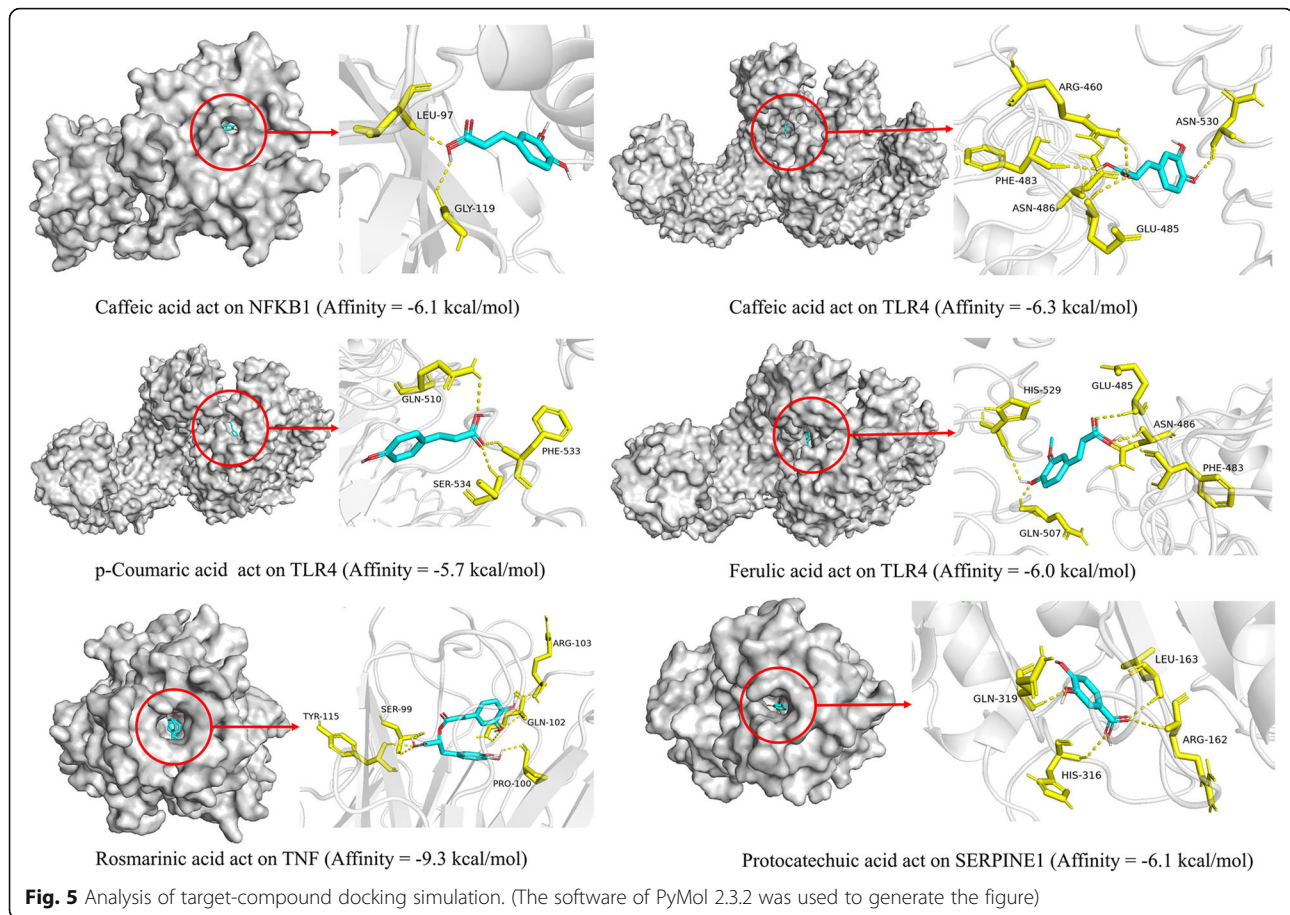 LEU-97
GLY-119
ARG-460
ASN-530
PHE-483
ASN-486
GLU-485
Caffeic acid act on NFKB1 (Affinity = -6.1 kcal/mol)
Caffeic acid act on TLR4 (Affinity = -6.3 kcal/mol)
GLN-510
PHE-533
SER-534
HIS-529
GLU-485
ASN-486
PHE-483
GLN-507
p-Coumaric acid act on TLR4 (Affinity = -5.7 kcal/mol)
Ferulic acid act on TLR4 (Affinity = -6.0 kcal/mol)
ARG-103
SER-99
TYR-115
GLN-102
PRO-100
LEU-163
GLN-319
ARG-162
HIS-316
Rosmarinic acid act on TNF (Affinity = -9.3 kcal/mol)
Protocatechuic acid act on SERPINE1 (Affinity = -6.1 kcal/mol)
Fig. 5 Analysis of target-compound docking simulation. (The software of PyMol 2.3.2 was used to generate the figure)